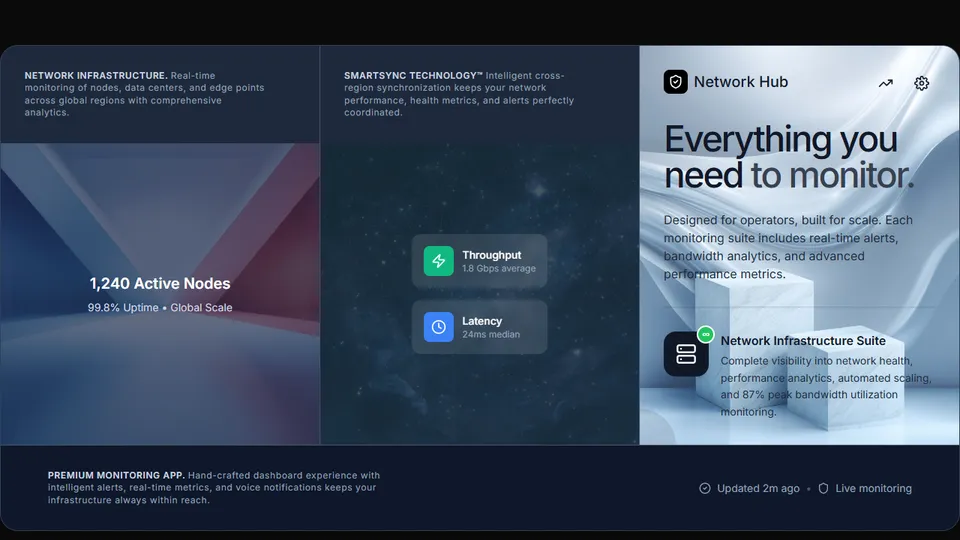 NETWORK INFRASTRUCTURE. Real-time
monitoring of nodes, data centers, and edge points
across global regions with comprehensive
analytics.
1,240 Active Nodes
99.8% Uptime • Global Scale
SMARTSYNC TECHNOLOGY™ Intelligent cross-
region synchronization keeps your network
performance, health metrics, and alerts perfectly
coordinated.
Throughput
1.8 Gbps average
Latency
24ms median
Network Hub
Everything you
need to monitor.
Designed for operators, built for scale. Each
monitoring suite includes real-time alerts,
bandwidth analytics, and advanced
performance metrics.
∞
Network Infrastructure Suite
Complete visibility into network health,
performance analytics, automated scaling,
and 87% peak bandwidth utilization
monitoring.
PREMIUM MONITORING APP. Hand-crafted dashboard experience with
intelligent alerts, real-time metrics, and voice notifications keeps your
infrastructure always within reach.
Updated 2m ago • Live monitoring